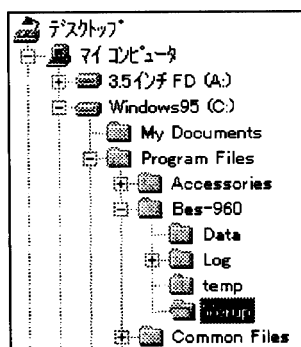 デスクトップ
マイ コンピュータ
3.5インチ FD (A:)
Windows95 (C:)
My Documents
Program Files
Accessories
Bes-960
Data
Log
temp
Common Files